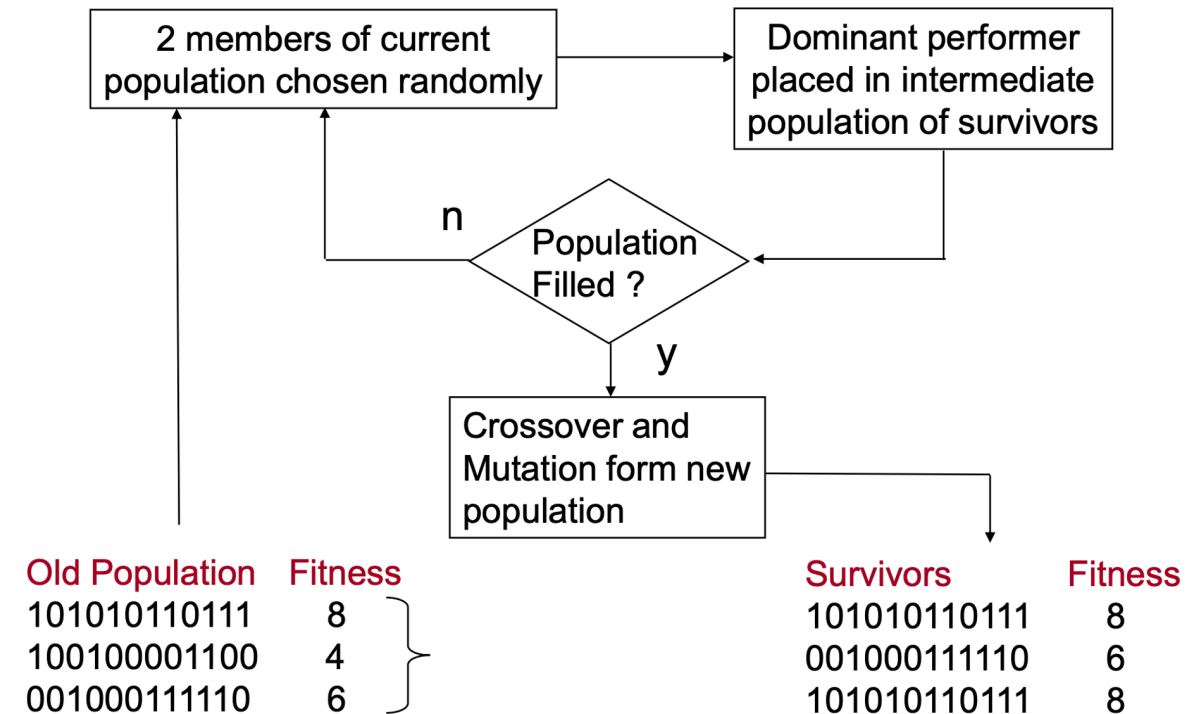 2 members of current
population chosen randomly
Dominant performer
placed in intermediate
population of survivors
n
Population
Filled ?
y
Crossover and
Mutation form new
population
Old Population Fitness
101010110111 8
100100001100 4
001000111110 6
Survivors Fitness
101010110111 8
001000111110 6
101010110111 8